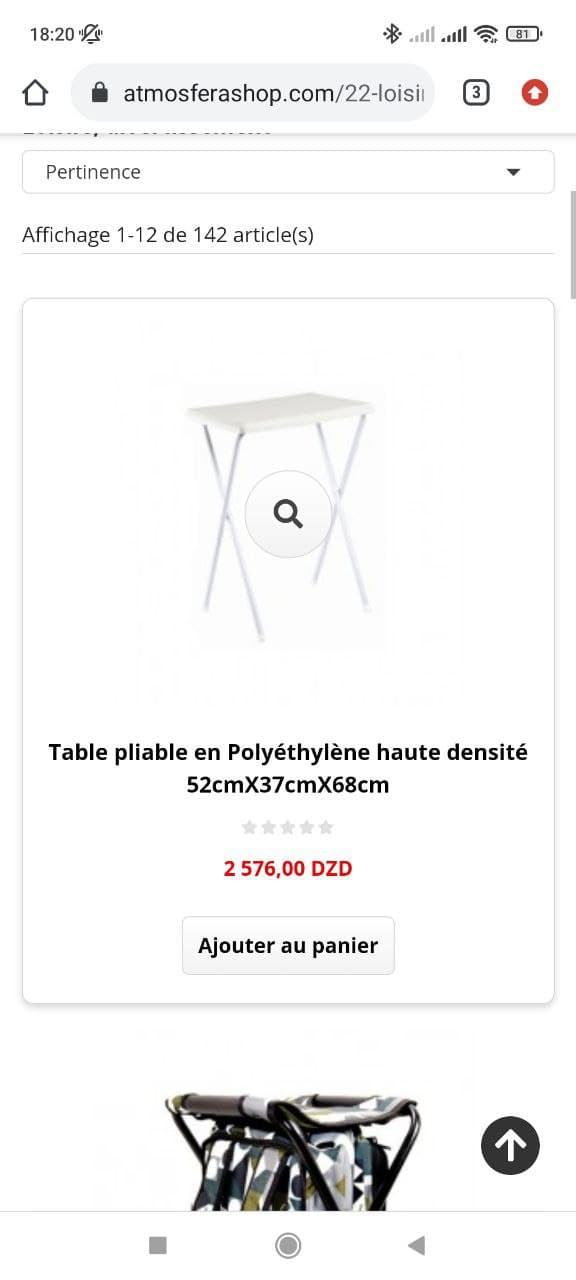 18:20
81
atmosferashop.com/22-loisi
3
Pertinence
Affichage 1-12 de 142 article(s)
Table pliable en Polyéthylène haute densité
52cmX37cmX68cm
2 576,00 DZD
Ajouter au panier